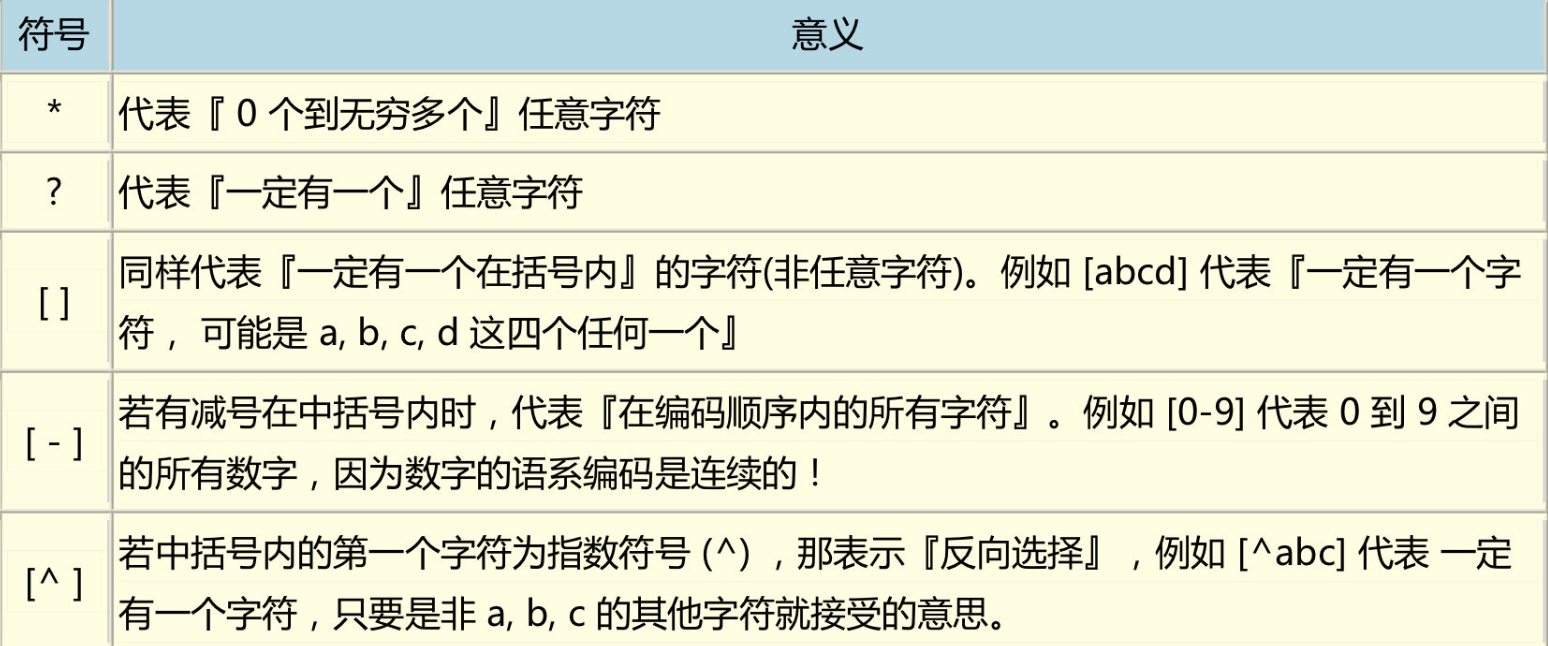 符号 意义
* 代表『 0 个到无穷多个』任意字符
? 代表『一定有一个』任意字符
同样代表『一定有一个在括号内』的字符(非任意字符)。例如 [abcd] 代表『一定有一个字
[ ]
符， 可能是 a, b, c, d 这四个任何一个』
若有减号在中括号内时，代表『在编码顺序内的所有字符』。例如 [0-9] 代表 0 到 9 之间
[ - ]
的所有数字，因为数字的语系编码是连续的！
若中括号内的第一个字符为指数符号 (^) ，那表示『反向选择』，例如 [^abc] 代表 一定
[^ ]
有一个字符，只要是非 a, b, c 的其他字符就接受的意思。